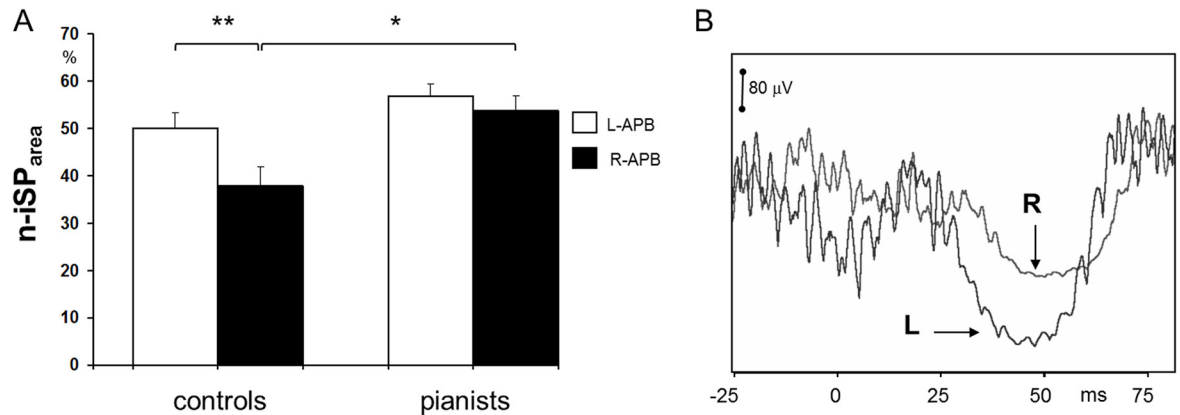 A
70
%
60
50
40
30
20
10
0
n-iSParea
**
*
L-APB
R-APB
controls
pianists
B
80 μV
R
L
-25
0
25
50
ms
75